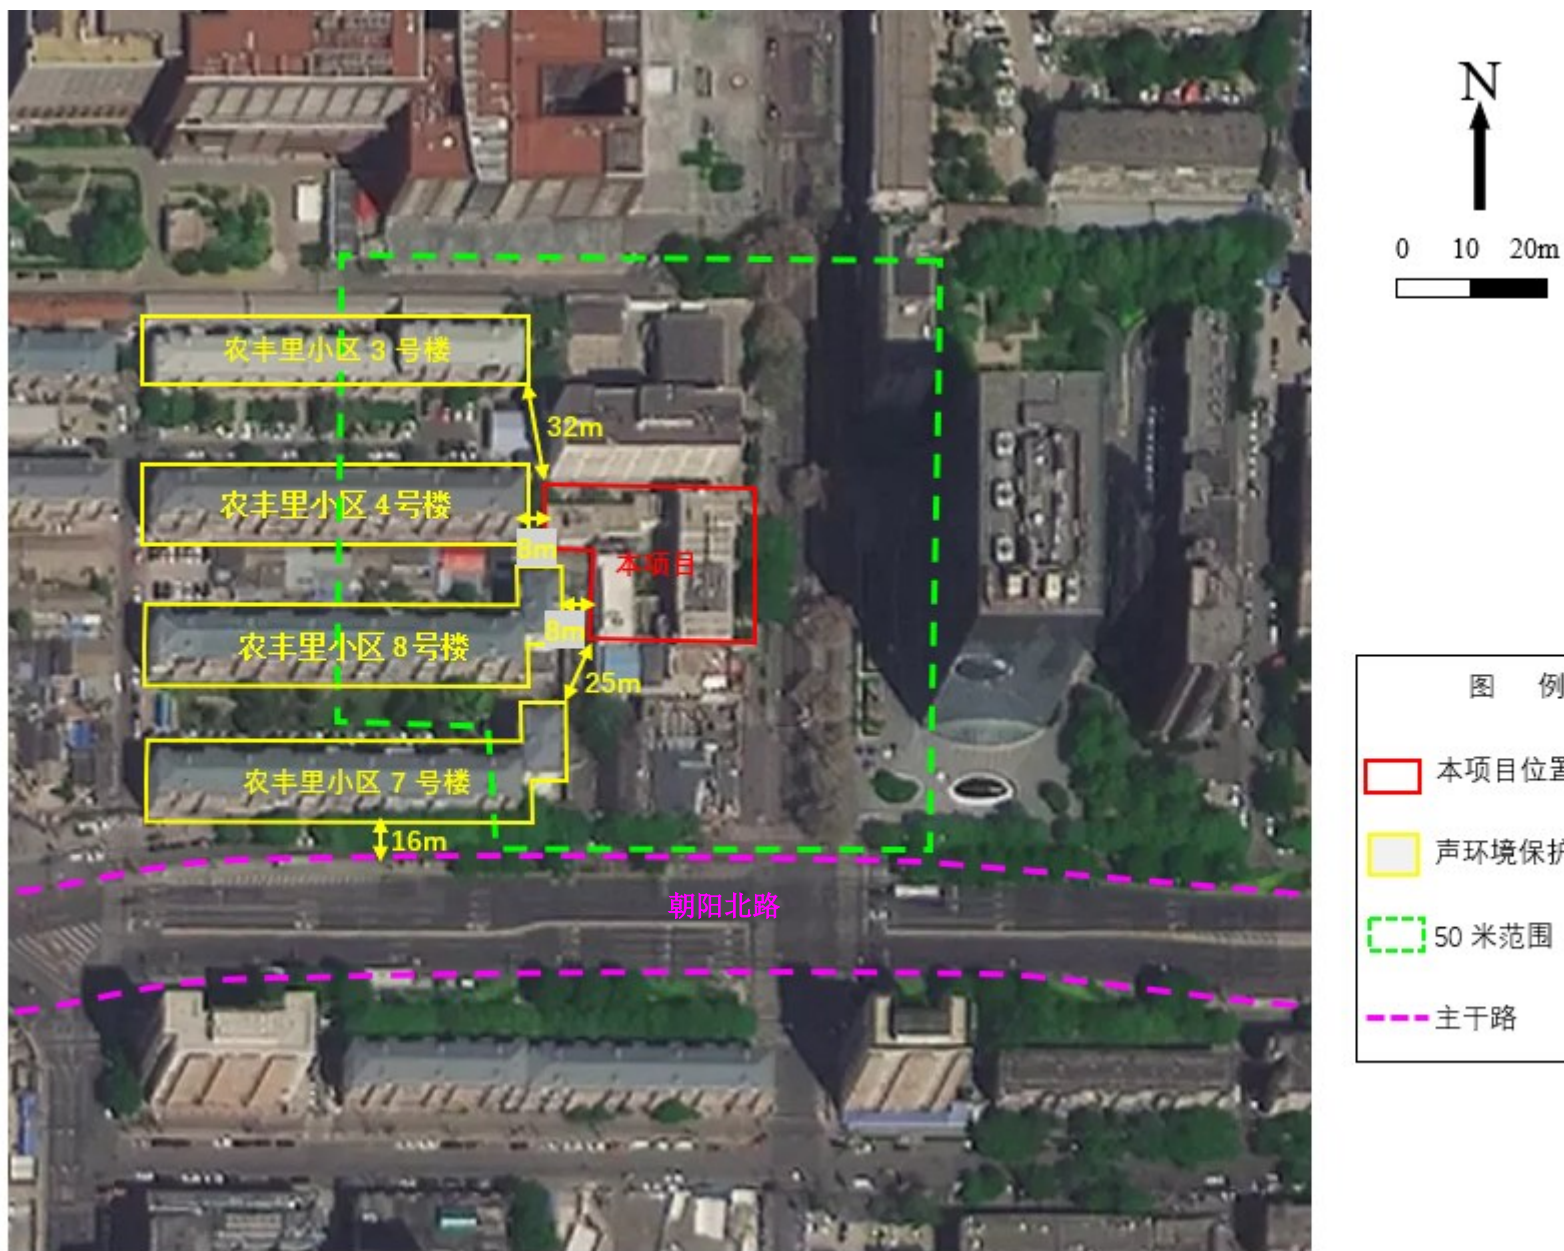 N
0 10 20m
农丰里小区 3 号楼
32m
农丰里小区 4号楼
8m
本项目
农丰里小区 8号楼
8m
25m
农丰里小区 7 号楼
16m
朝阳北路
图 例
本项目位置
声环境保护
50 米范围
主干路